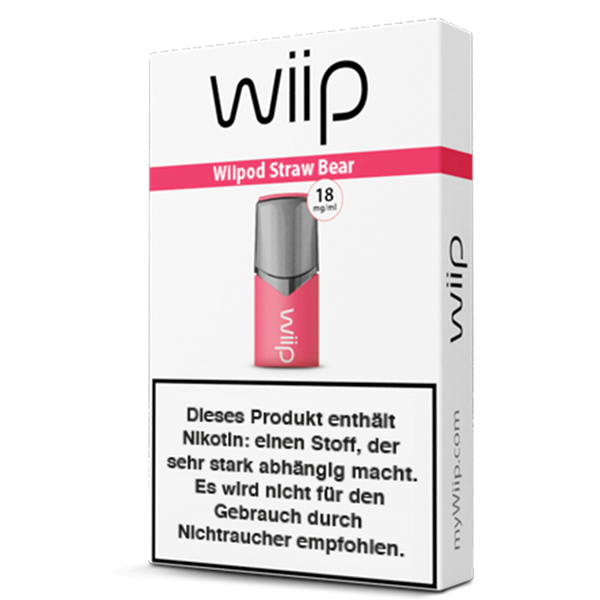 wiip
Wiipod Straw Bear
18
mg/ml
wiip
Dieses Produkt enthält
Nikotin: einen Stoff, der
sehr stark abhängig macht.
Es wird nicht für den
Gebrauch durch
Nichtraucher empfohlen.
wiip
myWiip.com